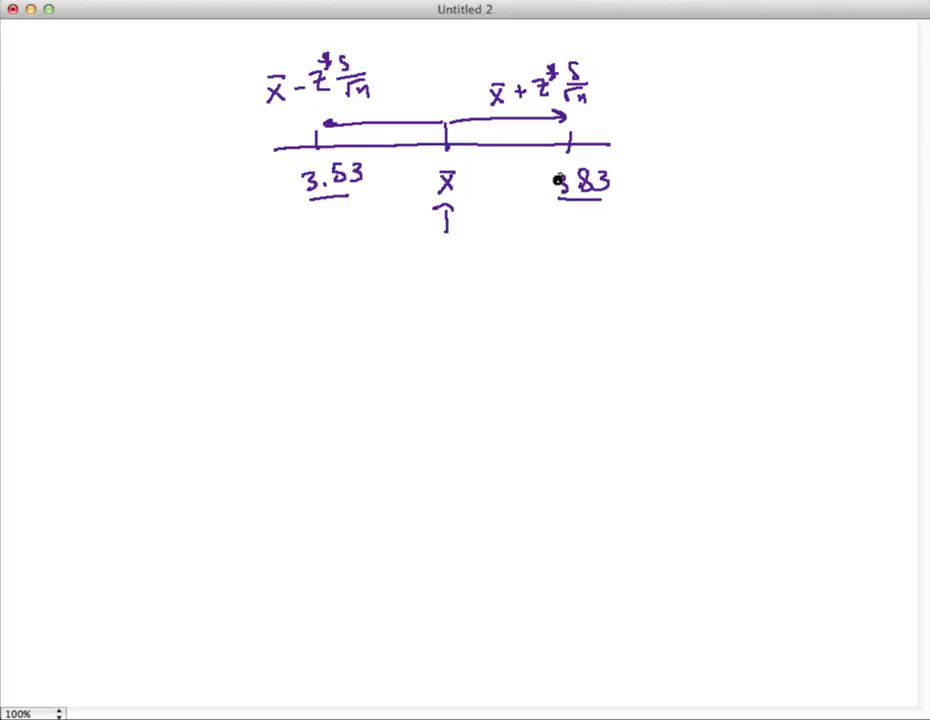 Untitled 2
x̄ - z* s/√n
x̄ + z* s/√n
3.53 x̄ 3.83
100%